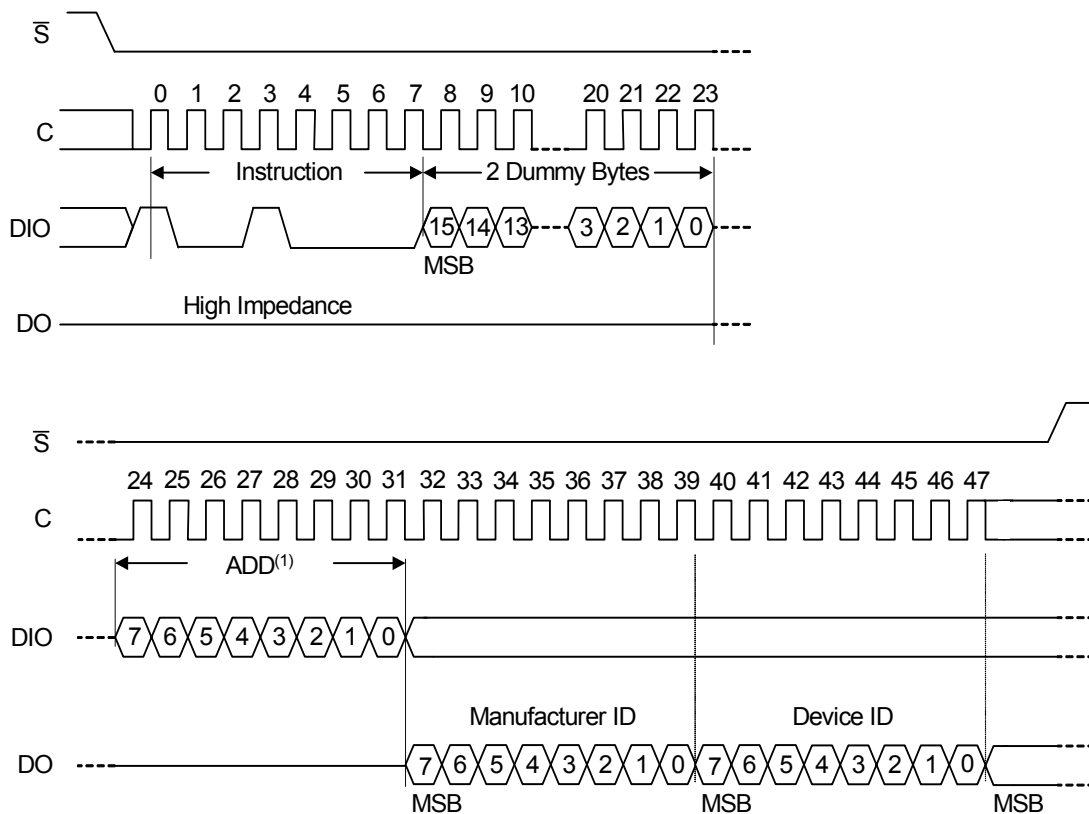 S
0 1 2 3 4 5 6 7 8 9 10 20 21 22 23
C
Instruction 2 Dummy Bytes
DIO 15 14 13 3 2 1 0
MSB
High Impedance
DO
S
24 25 26 27 28 29 30 31 32 33 34 35 36 37 38 39 40 41 42 43 44 45 46 47
C
ADD(1)
DIO 7 6 5 4 3 2 1 0
Manufacturer ID Device ID
DO 7 6 5 4 3 2 1 0 7 6 5 4 3 2 1 0
MSB MSB MSB